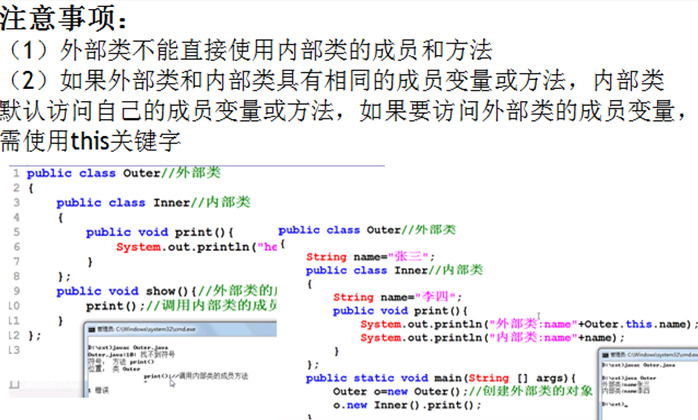 注意事项：
（1）外部类不能直接使用内部类的成员和方法
（2）如果外部类和内部类具有相同的成员变量或方法，内部类
默认访问自己的成员变量或方法，如果要访问外部类的成员变量，
需使用this关键字
1 public class Outer//外部类
2 {
3 public class Inner//内部类
4 {
5 public void print(){
6 System.out.println("he
7 }
8 };
9 public void show(){//外部类的
10 print();//调用内部类的成员
11 }
12 };
13
管理员: C:\Windows\system32\cmd.exe
D:\ext>javac Outer.java
Outer.java:10: 找不到符号
符号： 方法 print()
位置： 类 Outer
print();//调用内部类的成员方法
1 错误
public class Outer//外部类
{
String name="张三";
public class Inner//内部类
{
String name="李四";
public void print(){
System.out.println("外部类:name"+Outer.this.name);
System.out.println("内部类:name"+name);
}
};
public static void main(String [] args){
Outer o=new Outer();//创建外部类的对象
o.new Inner().print();
管理员: C:\Windows\system32\cmd.exe
D:\ext>javac Outer.java
D:\ext>java Outer
外部类:name张三
内部类:name李四
D:\ext>